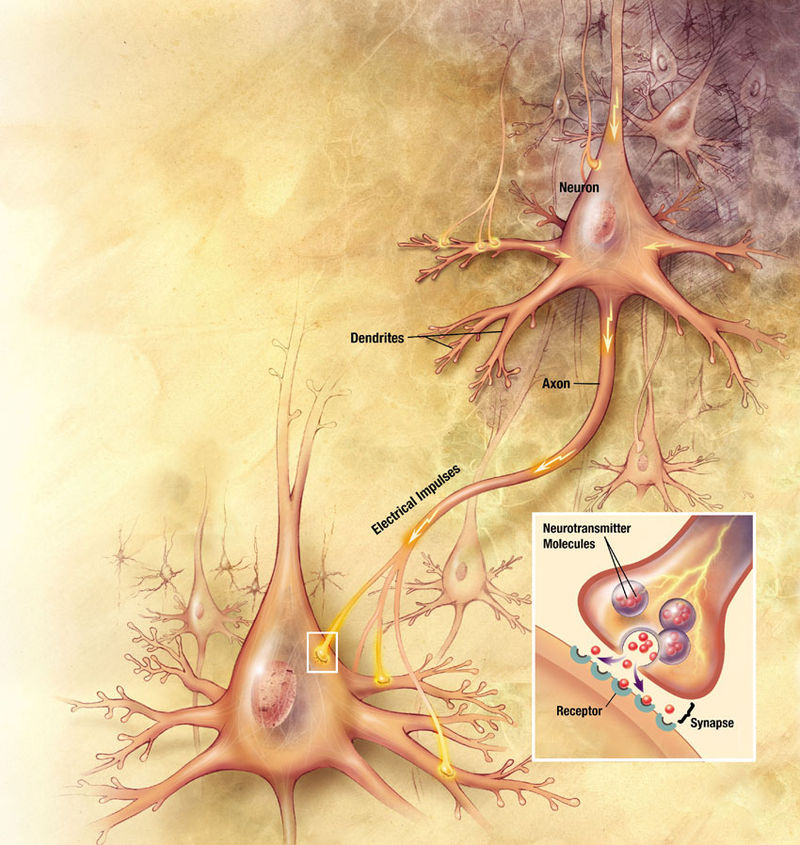 Neuron
Dendrites
Axon
Electrical Impulses
Neurotransmitter
Molecules
Receptor
Synapse